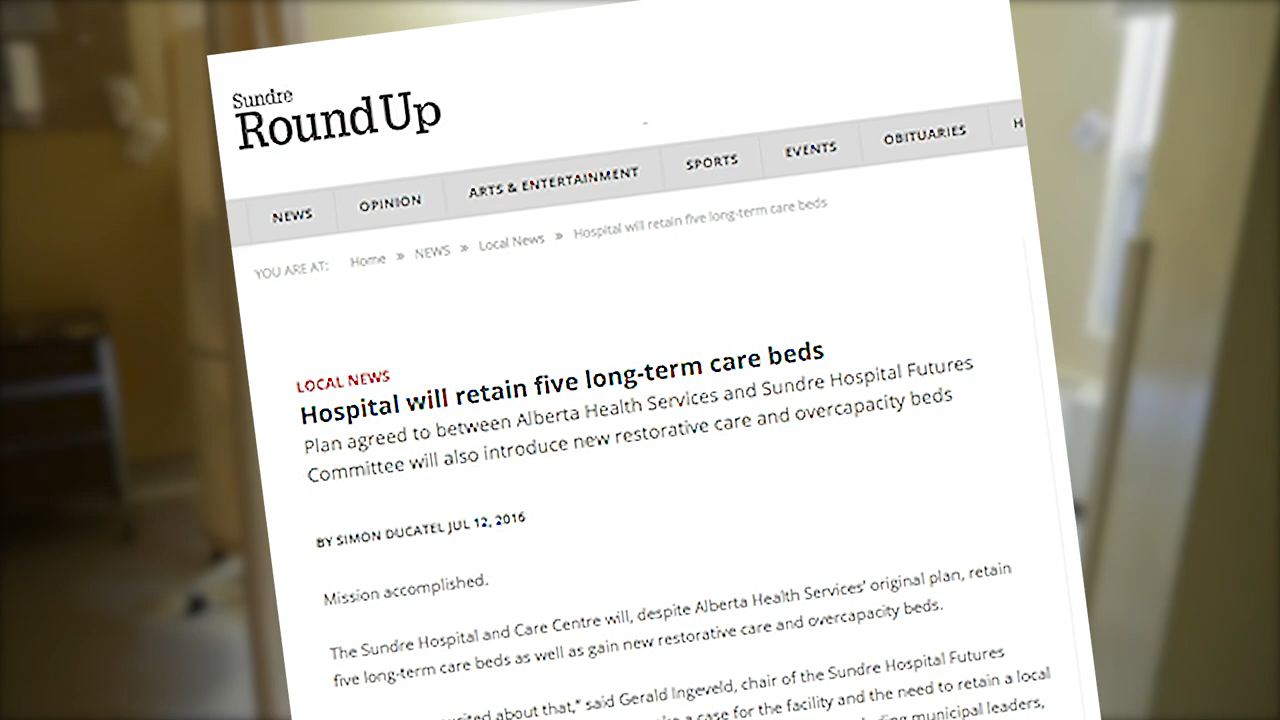 Sundre
Round Up
NEWS OPINION ARTS & ENTERTAINMENT SPORTS EVENTS OBITUARIES H
YOU ARE AT: Home » NEWS » Local News » Hospital will retain five long-term care beds
LOCAL NEWS
Hospital will retain five long-term care beds
Plan agreed to between Alberta Health Services and Sundre Hospital Futures
Committee will also introduce new restorative care and overcapacity beds
BY SIMON DUCATEL JUL 12, 2016
Mission accomplished.
The Sundre Hospital and Care Centre will, despite Alberta Health Services' original plan, retain
five long-term care beds as well as gain new restorative care and overcapacity beds.
about that," said Gerald Ingeveld, chair of the Sundre Hospital Futures
a case for the facility and the need to retain a local
municipal leaders,